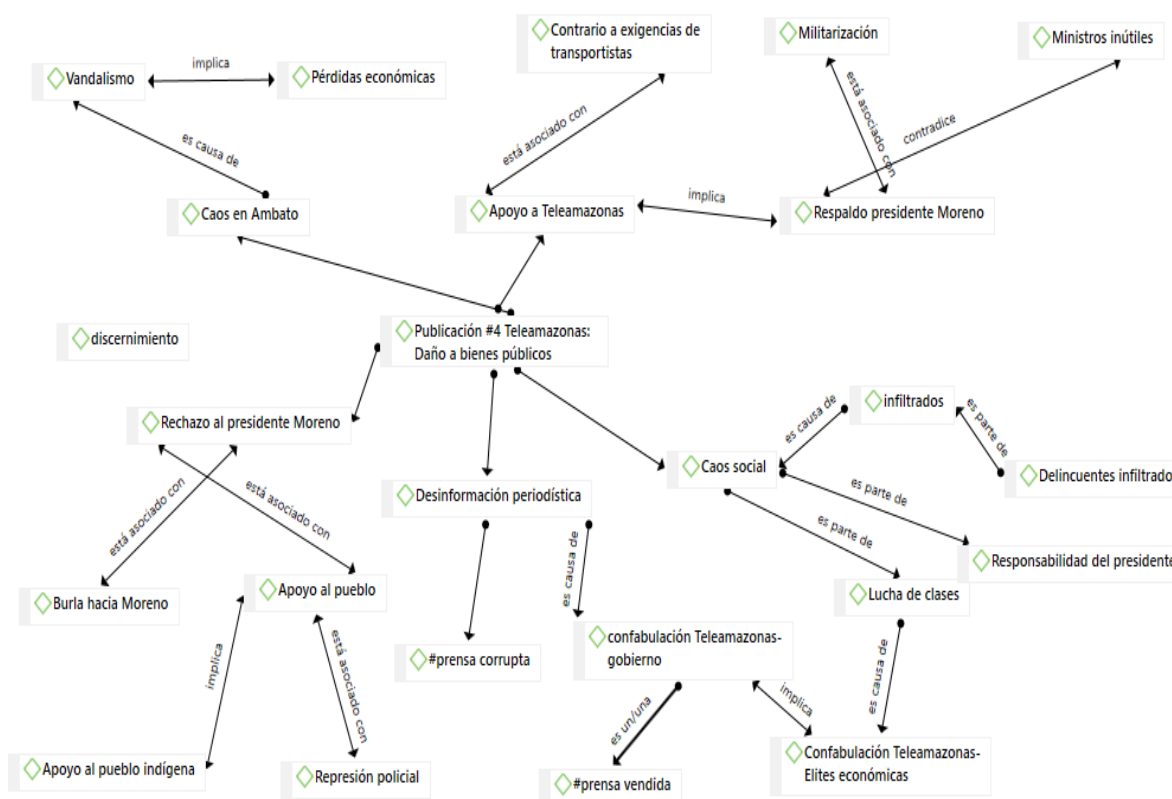 Contrario a exigencias de
transportistas
Militarización
Ministros inútiles
implica
Vandalismo
Pérdidas económicas
está asociado con
está asociado con
contradice
es causa de
implica
Caos en Ambato
Apoyo a Teleamazonas
Respaldo presidente Moreno
discernimiento
Publicación #4 Teleamazonas:
Daño a bienes públicos
infiltrados
es causa de
es parte de
Rechazo al presidente Moreno
Caos social
Delincuentes infiltrado
está asociado con
está asociado con
Desinformación periodística
es parte de
es parte de
es causa de
Responsabilidad del presidente
Burla hacia Moreno
Apoyo al pueblo
Lucha de clases
implica
está asociado con
confabulación Teleamazonas-
gobierno
#prensa corrupta
es causa de
es un/una
implica
Apoyo al pueblo indígena
Represión policial
#prensa vendida
Confabulación Teleamazonas-
Elites económicas